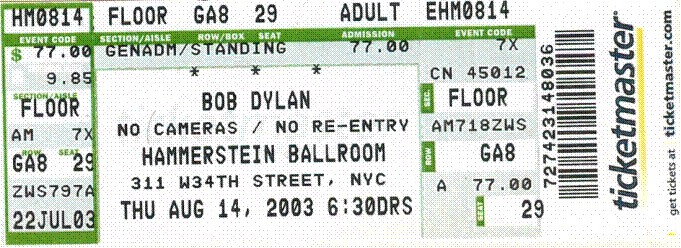 HM0814 FLOOR GA8 29 ADULT EHM0814
EVENT CODE SECTION/AISLE ROW/BOX SEAT ADMISSION EVENT CODE
$ 77.00 GENADM/STANDING 77.00 7X
9.85 * * * CN 45012
SECTION/AISLE
FLOOR BOB DYLAN SEC. FLOOR
AM 7X NO CAMERAS / NO RE-ENTRY AM718ZWS
ROW SEAT
GA8 29 HAMMERSTEIN BALLROOM ROW GA8
ZWS797A 311 W34TH STREET, NYC A 77.00
22JUL03 THU AUG 14, 2003 6:30DRS SEAT 29
727423148036
ticketmaster
get tickets at ticketmaster.com